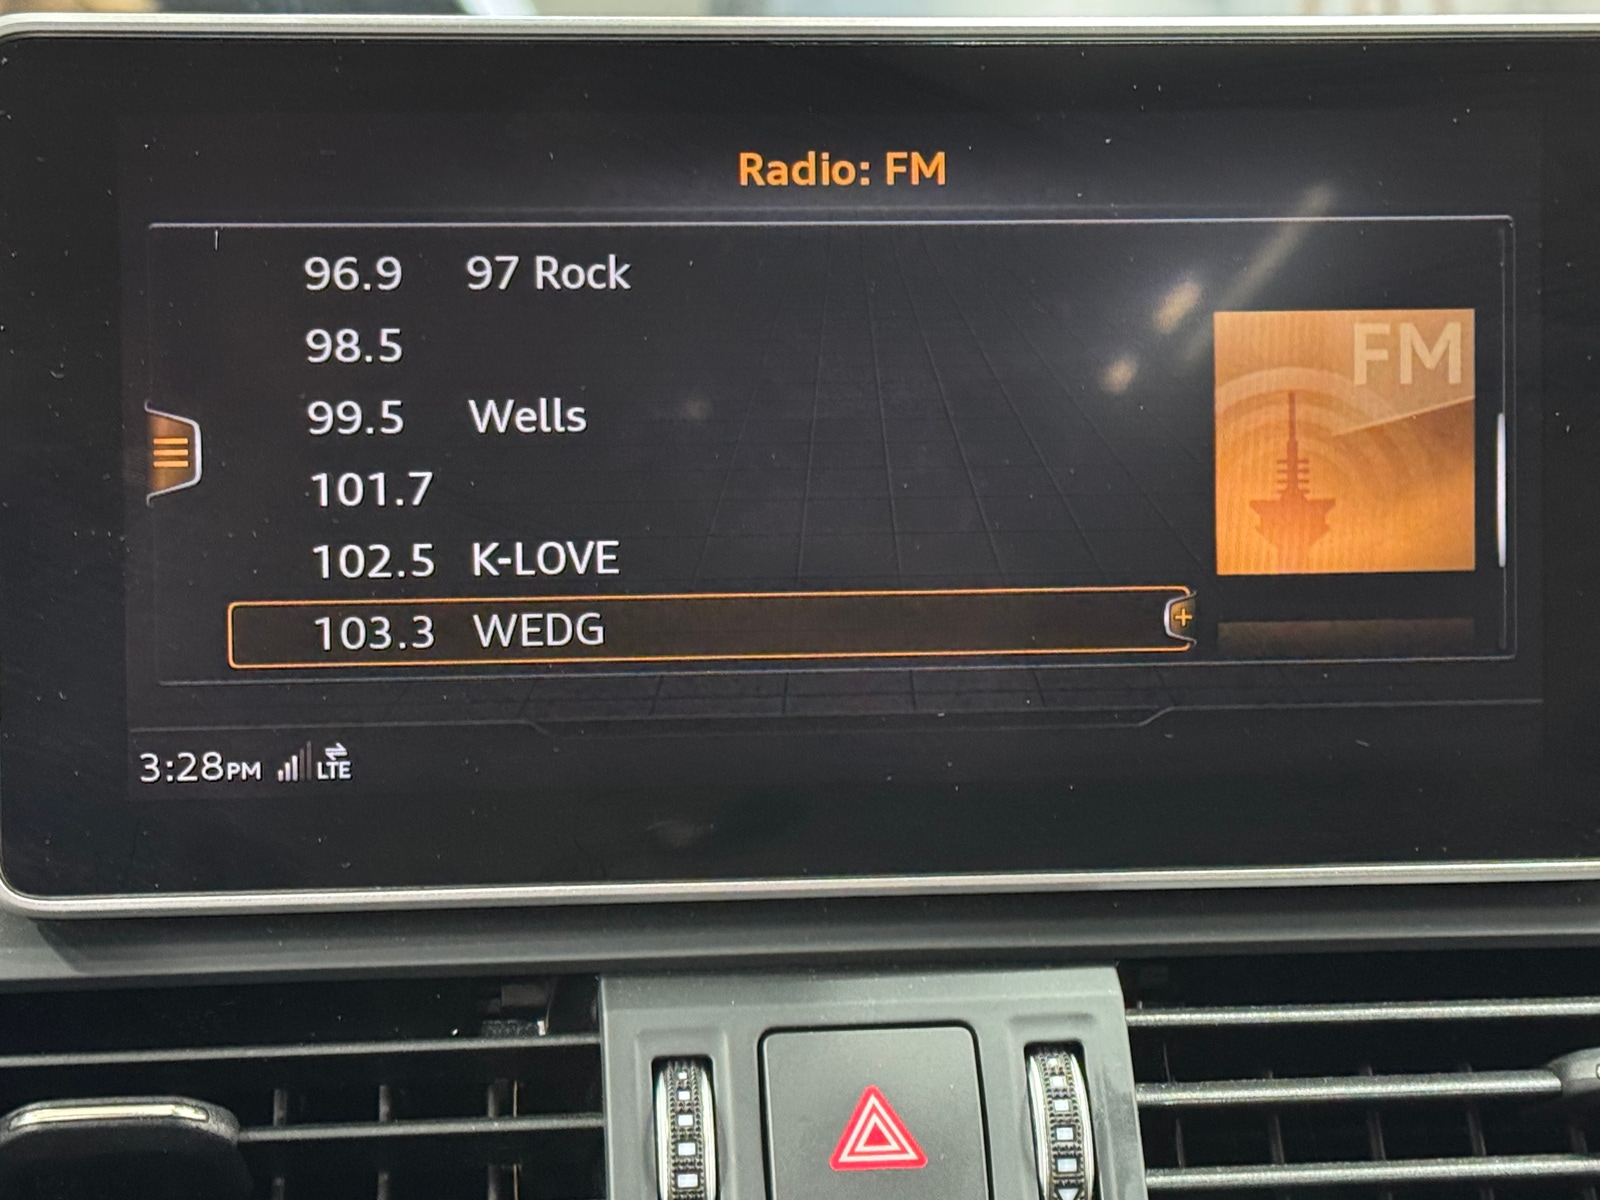 Radio: FM
96.9 97 Rock
98.5
FM
99.5 Wells
101.7
102.5 K-LOVE
103.3 WEDG
3:28PM LTE